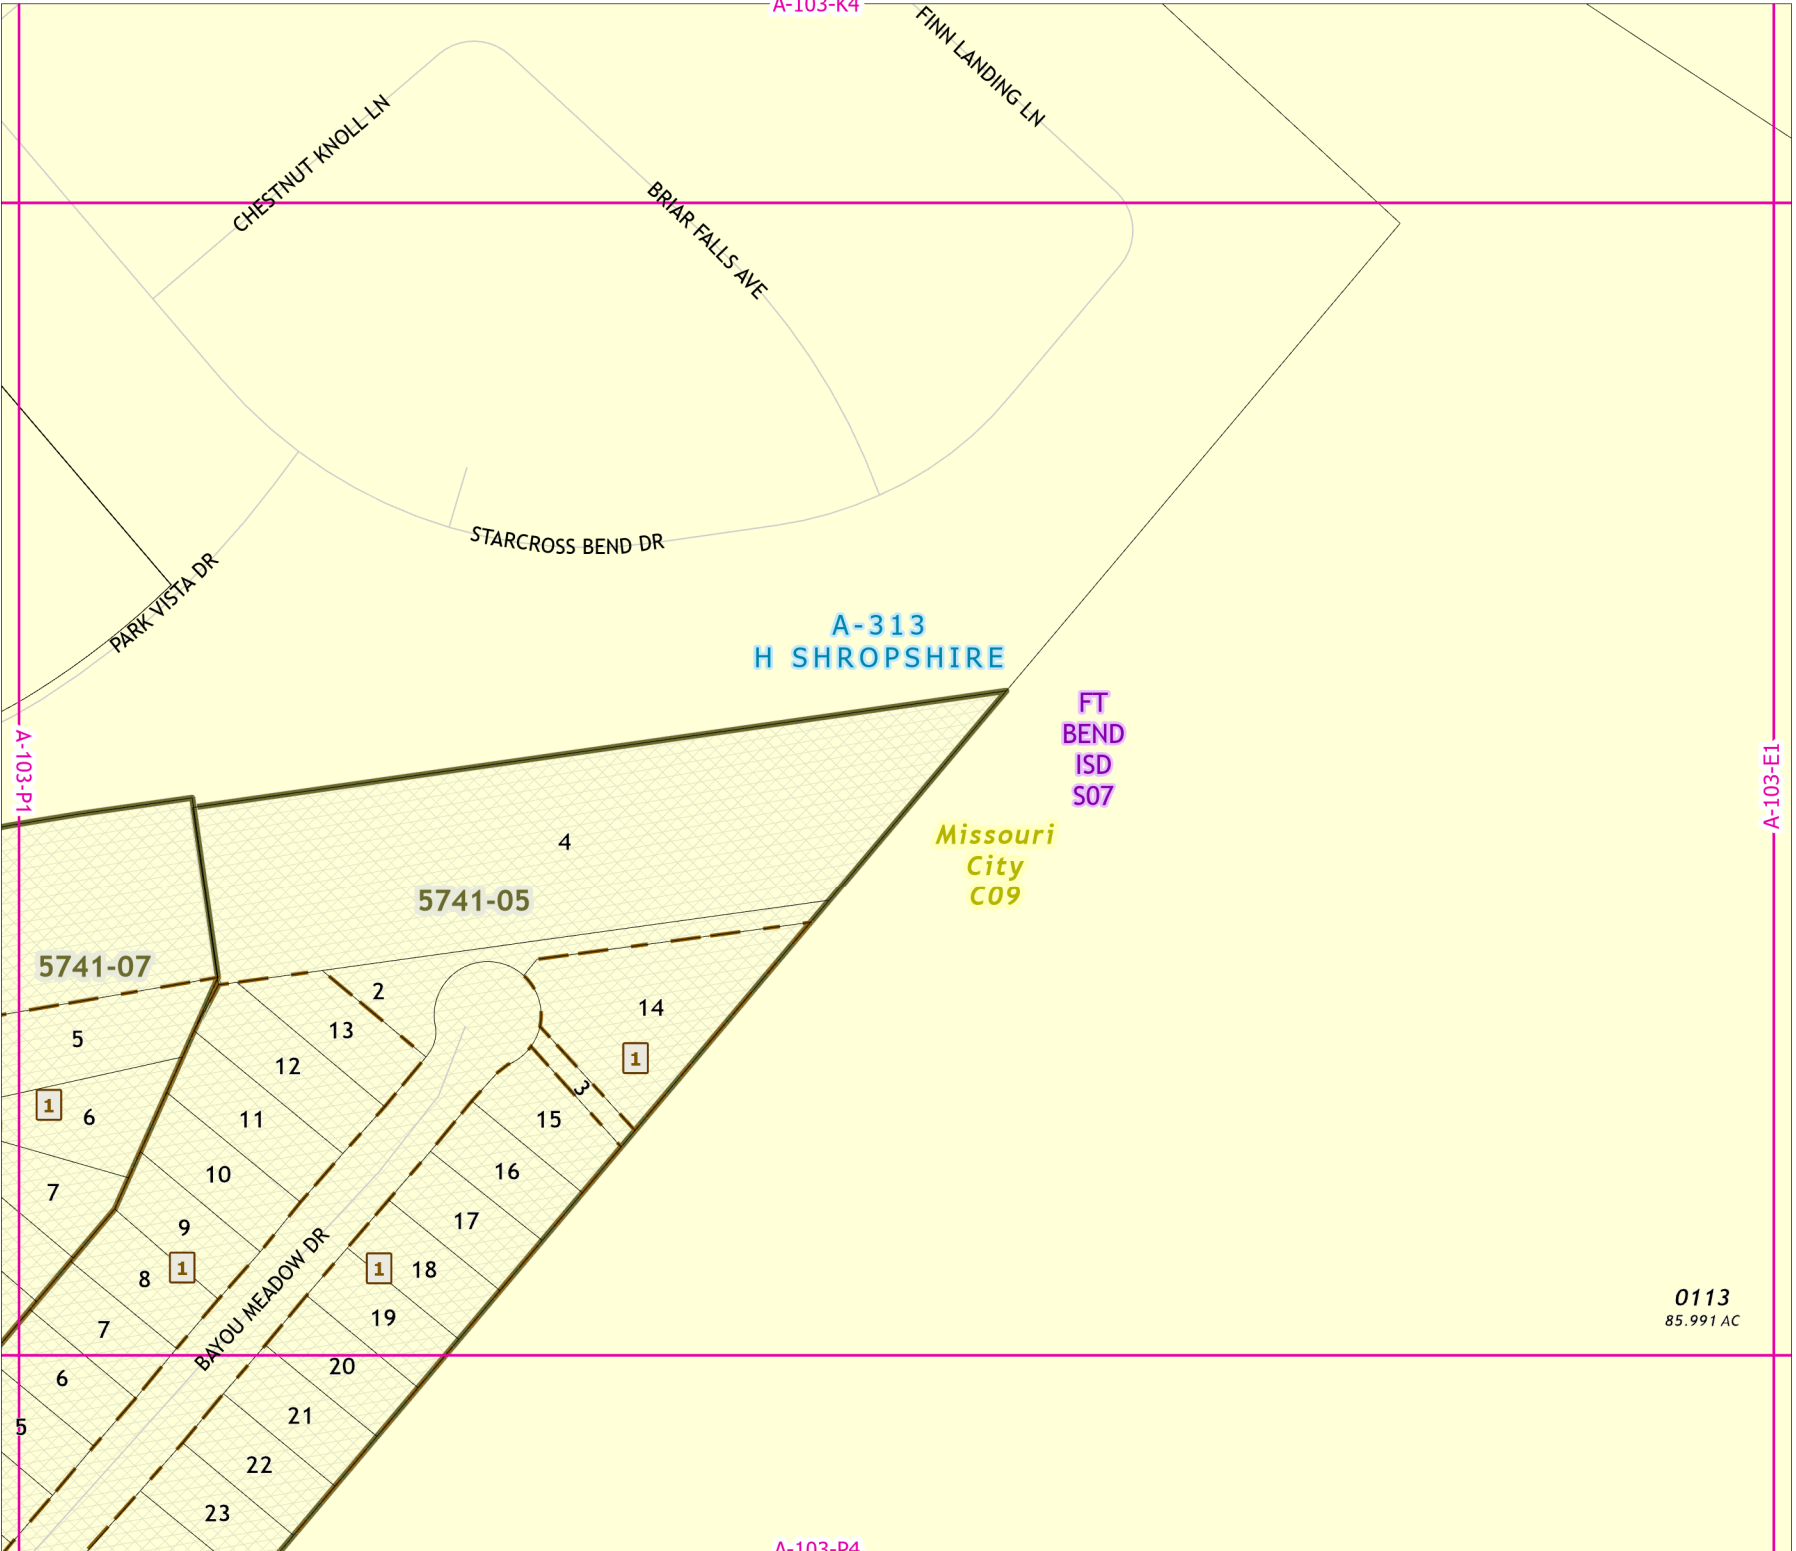 A-103-K4
FINN LANDING LN
CHESTNUT KNOLL LN
BRIAR FALLS AVE
STARCROSS BEND DR
PARK VISTA DR
A-313
H SHROPSHIRE
FT
BEND
ISD
S07
A-103-P1
A-103-E1
Missouri
City
C09
4
5741-05
5741-07
2
14
13
5
12
1
3
1
6
11
15
10
16
7
17
9
1
1
18
8
BAYOU MEADOW DR
0113
85.991 AC
19
7
20
6
21
5
22
23
A-103-P4